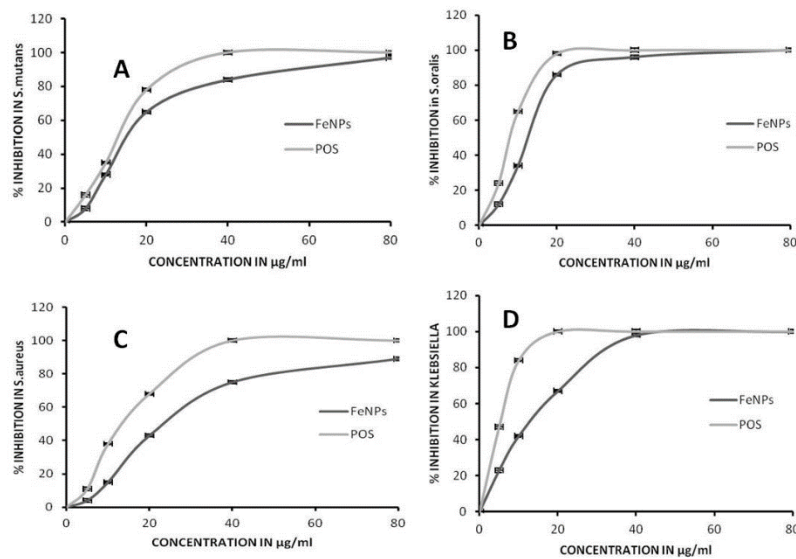 A
% INHIBITION IN S.mutans
120
100
80
60
40
20
0
0 20 40 60 80
CONCENTRATION IN µg/ml
FeNPs
POS
B
% INHIBITION in S.oralis
120
100
80
60
40
20
0
0 20 40 60 80
CONCENTRATION IN µg/ml
FeNPs
POS
C
% INHIBITION IN S.aureus
120
100
80
60
40
20
0
0 20 40 60 80
CONCENTRATION IN µg/ml
FeNPs
POS
D
% INHIBITION IN KLEBSIELLA
120
100
80
60
40
20
0
0 20 40 60 80
CONCENTRATION IN µg/ml
FeNPs
POS